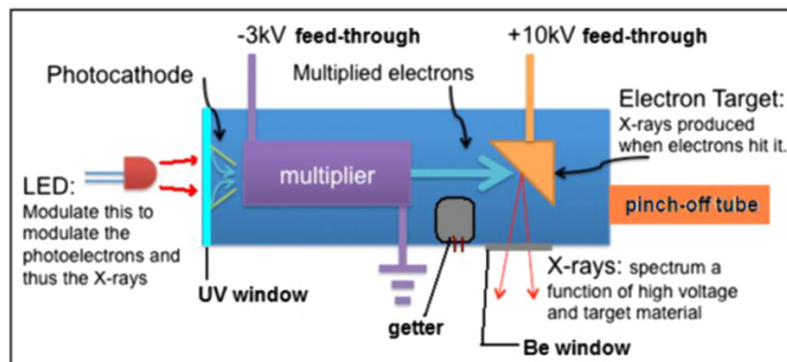 -3kV feed-through
+10kV feed-through
Photocathode
Multiplied electrons
Electron Target:
X-rays produced
when electrons hit it.
multiplier
LED:
Modulate this to
modulate the
photoelectrons and
thus the X-rays
pinch-off tube
UV window
getter
X-rays: spectrum a
function of high voltage
and target material
Be window